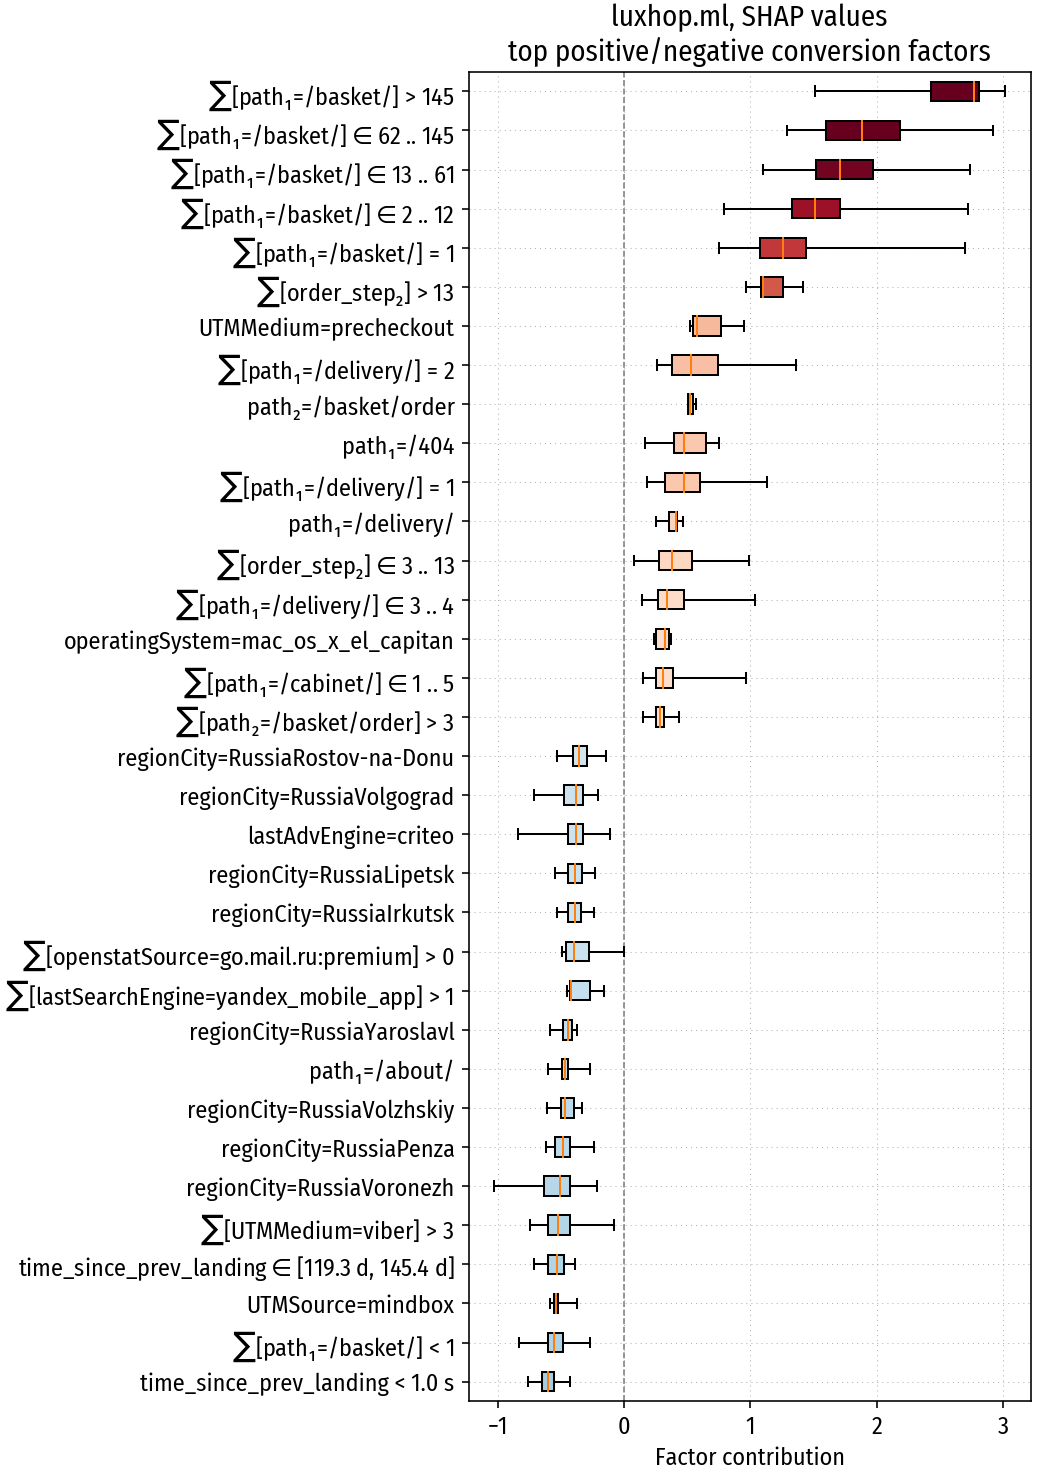 luxhop.ml, SHAP values
top positive/negative conversion factors
∑[path₁=/basket/] > 145
∑[path₁=/basket/] ∈ 62 .. 145
∑[path₁=/basket/] ∈ 13 .. 61
∑[path₁=/basket/] ∈ 2 .. 12
∑[path₁=/basket/] = 1
∑[order_step₂] > 13
UTMMedium=precheckout
∑[path₁=/delivery/] = 2
path₂=/basket/order
path₁=/404
∑[path₁=/delivery/] = 1
path₁=/delivery/
∑[order_step₂] ∈ 3 .. 13
∑[path₁=/delivery/] ∈ 3 .. 4
operatingSystem=mac_os_x_el_capitan
∑[path₁=/cabinet/] ∈ 1 .. 5
∑[path₂=/basket/order] > 3
regionCity=RussiaRostov-na-Donu
regionCity=RussiaVolgograd
lastAdvEngine=criteo
regionCity=RussiaLipetsk
regionCity=RussiaIrkutsk
∑[openstatSource=go.mail.ru:premium] > 0
∑[lastSearchEngine=yandex_mobile_app] > 1
regionCity=RussiaYaroslavl
path₁=/about/
regionCity=RussiaVolzhskiy
regionCity=RussiaPenza
regionCity=RussiaVoronezh
∑[UTMMedium=viber] > 3
time_since_prev_landing ∈ [119.3 d, 145.4 d]
UTMSource=mindbox
∑[path₁=/basket/] < 1
time_since_prev_landing < 1.0 s
−1 0 1 2 3
Factor contribution